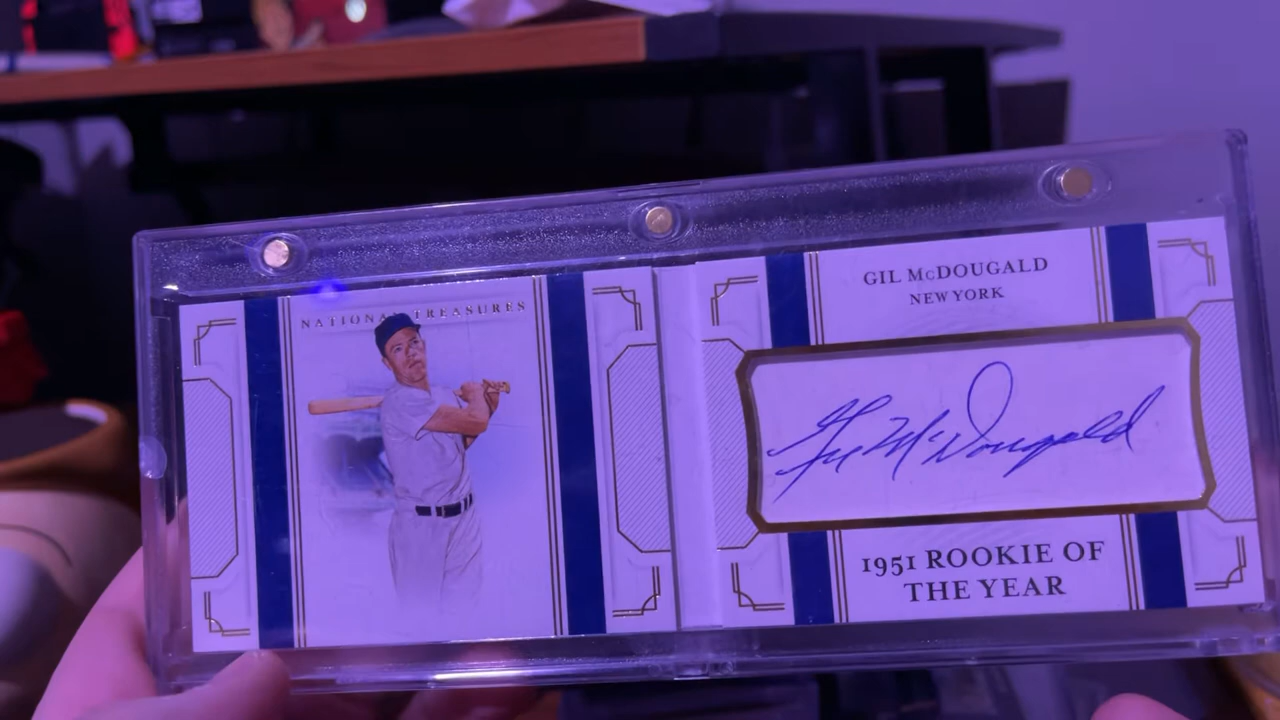 NATIONAL TREASURES
GIL McDOUGALD
NEW YORK
Gil McDougald
1951 ROOKIE OF
THE YEAR